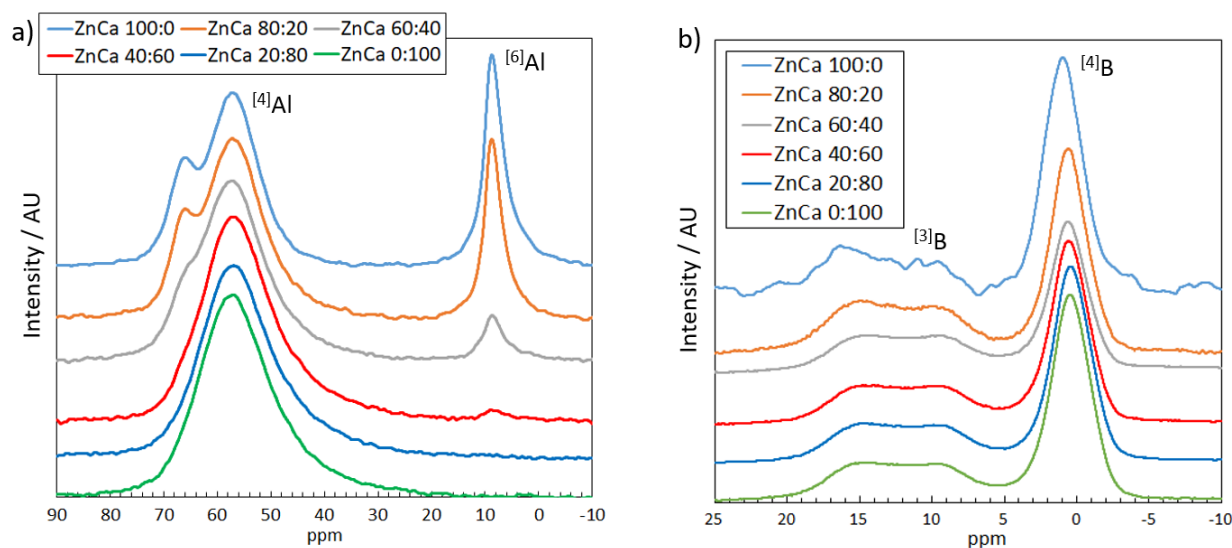 a)
ZnCa 100:0 ZnCa 80:20 ZnCa 60:40
ZnCa 40:60 ZnCa 20:80 ZnCa 0:100
[4]Al
[6]Al
Intensity / AU
90 80 70 60 50 40 30 20 10 0 -10
ppm
b)
ZnCa 100:0
ZnCa 80:20
ZnCa 60:40
ZnCa 40:60
ZnCa 20:80
ZnCa 0:100
[4]B
[3]B
Intensity / AU
25 20 15 10 5 0 -5 -10
ppm